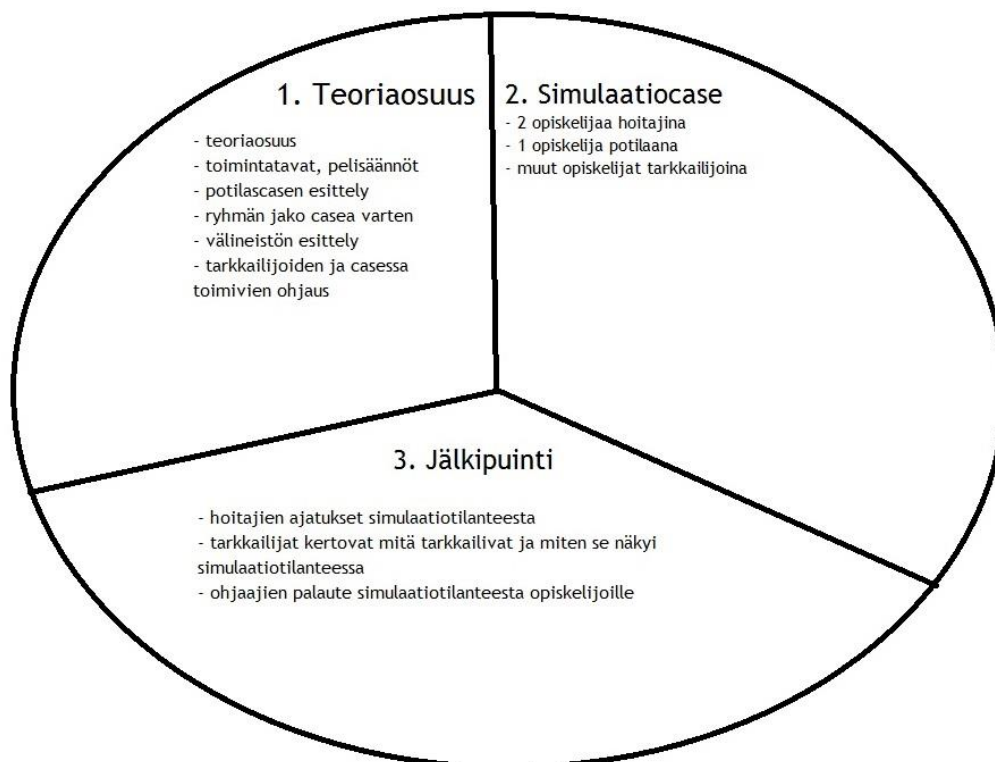 1. Teoriaosuus
- teoriaosuus
- toimintatavat, pelisäännöt
- potilascasen esittely
- ryhmän jako casea varten
- välineistön esittely
- tarkkailijoiden ja casessa
toimivien ohjaus
2. Simulaatiocase
- 2 opiskelijaa hoitajina
- 1 opiskelija potilaana
- muut opiskelijat tarkkailijoina
3. Jälkipuinti
- hoitajien ajatukset simulaatiotilanteesta
- tarkkailijat kertovat mitä tarkkailivat ja miten se näkyi
simulaatiotilanteessa
- ohjaajien palaute simulaatiotilanteesta opiskelijoille